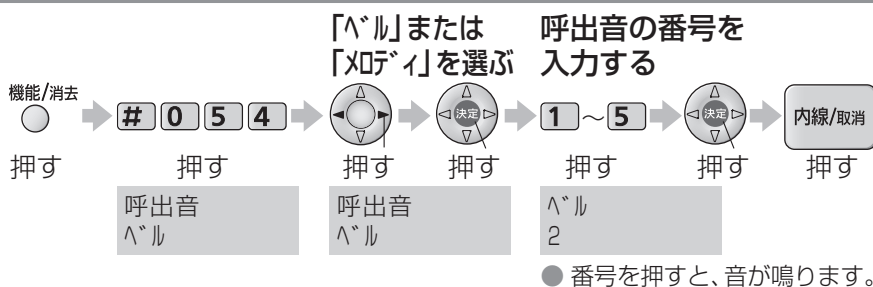 「ﾍﾞﾙ」または
「ﾒﾛﾃﾞｨ」を選ぶ
呼出音の番号を
入力する
機能/消去
# 0 5 4
決定
1～5
決定
内線/取消
押す 押す 押す 押す 押す 押す 押す
呼出音
ﾍﾞﾙ
呼出音
ﾍﾞﾙ
ﾍﾞﾙ
2
● 番号を押すと、音が鳴ります。